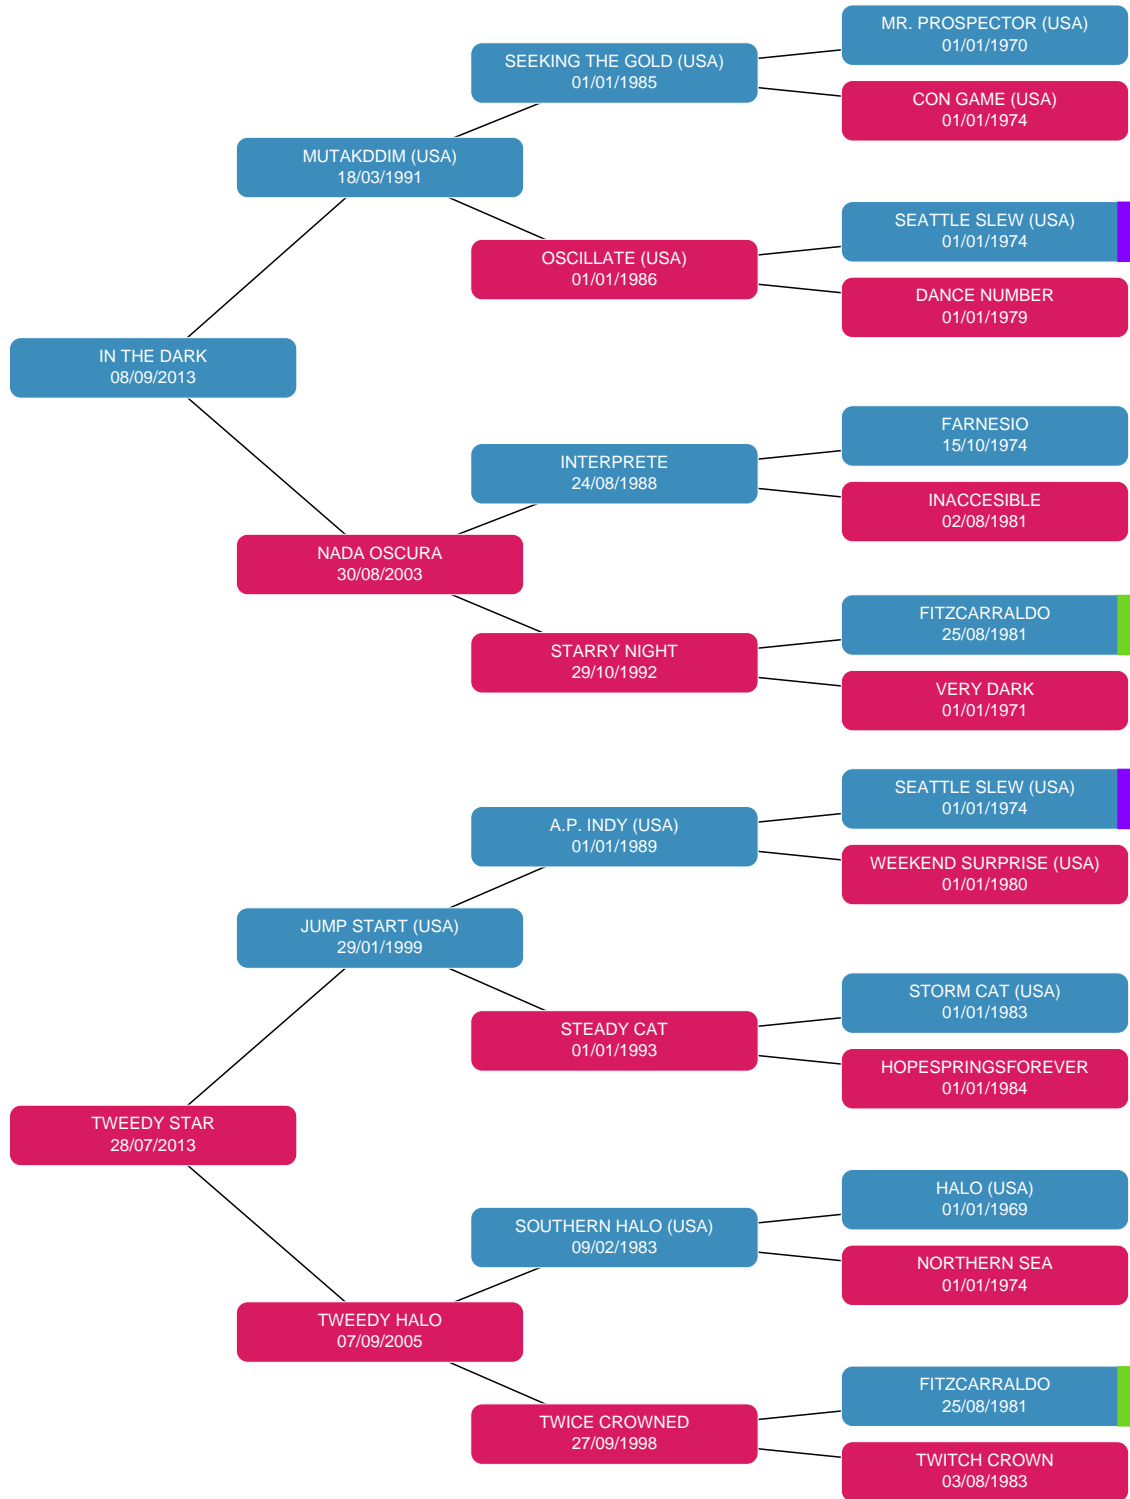 MR. PROSPECTOR (USA)
01/01/1970
SEEKING THE GOLD (USA)
01/01/1985
CON GAME (USA)
01/01/1974
MUTAKDDIM (USA)
18/03/1991
SEATTLE SLEW (USA)
01/01/1974
OSCILLATE (USA)
01/01/1986
DANCE NUMBER
01/01/1979
IN THE DARK
08/09/2013
FARNESIO
15/10/1974
INTERPRETE
24/08/1988
INACCESIBLE
02/08/1981
NADA OSCURA
30/08/2003
FITZCARRALDO
25/08/1981
STARRY NIGHT
29/10/1992
VERY DARK
01/01/1971
SEATTLE SLEW (USA)
01/01/1974
A.P. INDY (USA)
01/01/1989
WEEKEND SURPRISE (USA)
01/01/1980
JUMP START (USA)
29/01/1999
STORM CAT (USA)
01/01/1983
STEADY CAT
01/01/1993
HOPESPRINGSFOREVER
01/01/1984
TWEEDY STAR
28/07/2013
HALO (USA)
01/01/1969
SOUTHERN HALO (USA)
09/02/1983
NORTHERN SEA
01/01/1974
TWEEDY HALO
07/09/2005
FITZCARRALDO
25/08/1981
TWICE CROWNED
27/09/1998
TWITCH CROWN
03/08/1983